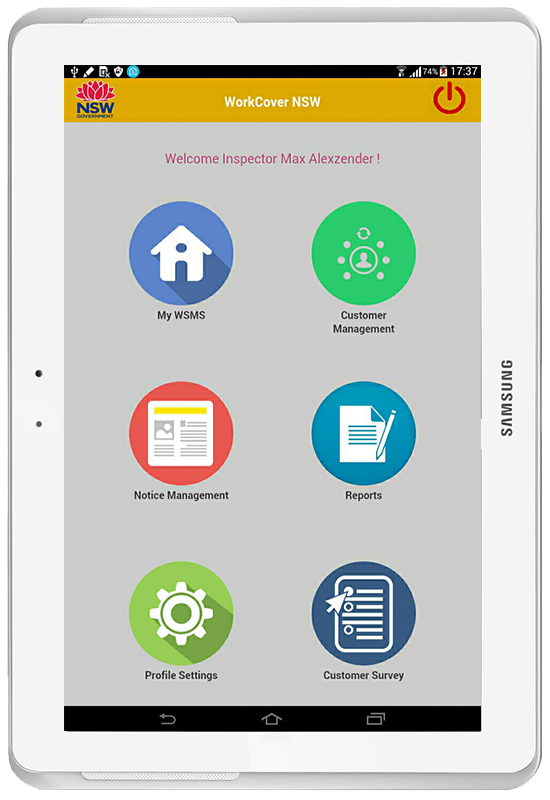 74% 17:37
NSW
GOVERNMENT
WorkCover NSW
Welcome Inspector Max Alexzender !
My WSMS
Customer
Management
Notice Management
Reports
Profile Settings
Customer Survey
SAMSUNG